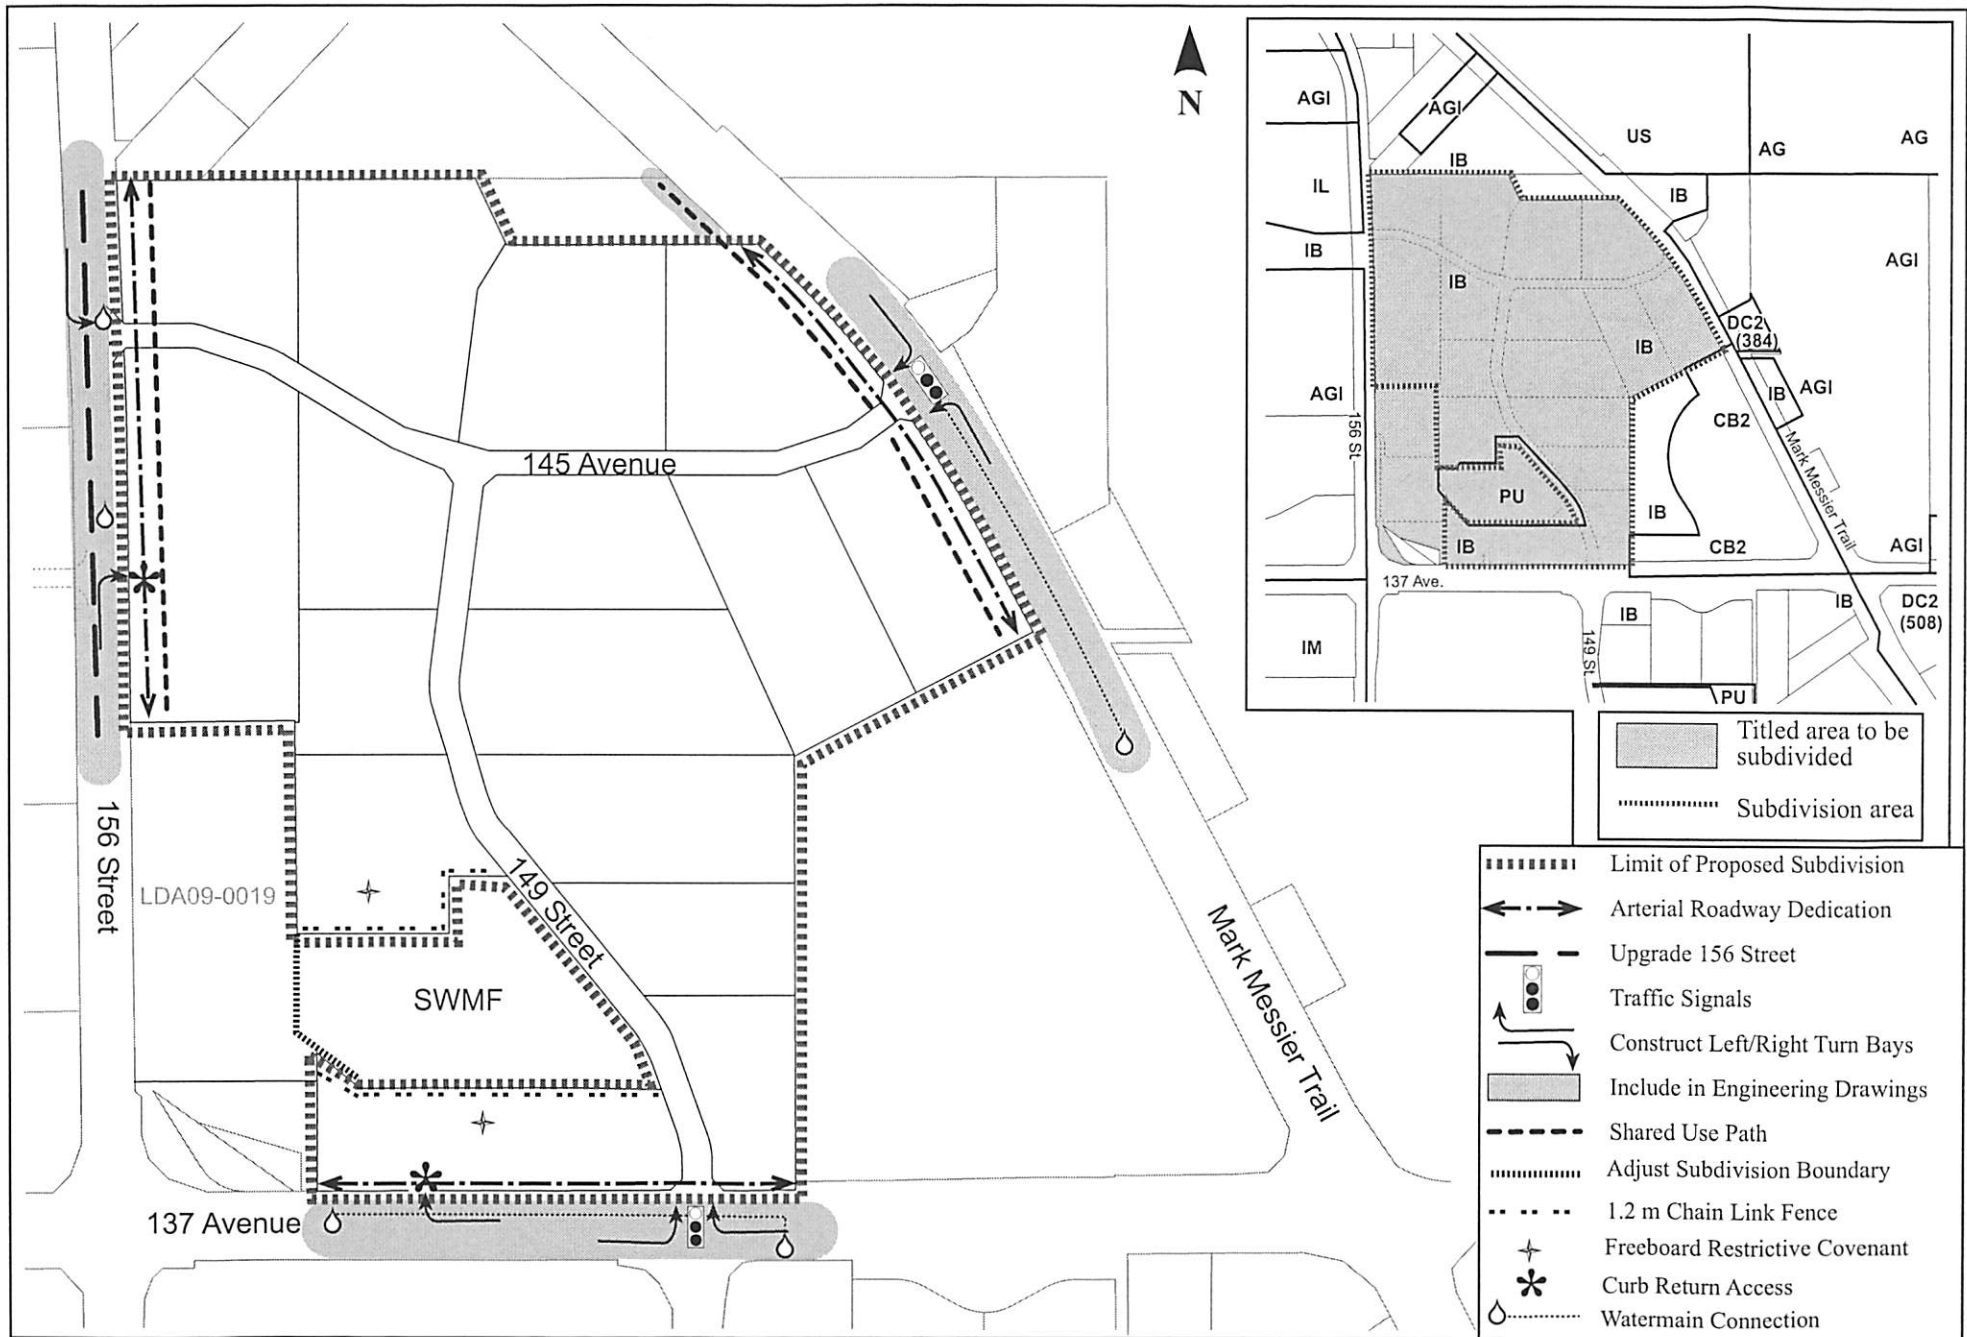 N
145 Avenue
156 Street
LDA09-0019
149 Street
SWMF
Mark Messier Trail
137 Avenue
AGI
AGI
US
AG
AG
IB
IL
IB
IB
AGI
IB
DC2
(384)
IB
AGI
IB
AGI
CB2
156 St.
Mark Messier Trail
PU
IB
IB
CB2
AGI
137 Ave.
IB
IB
DC2
(508)
IM
149 St.
PU
Titled area to be
subdivided
Subdivision area
Limit of Proposed Subdivision
Arterial Roadway Dedication
Upgrade 156 Street
Traffic Signals
Construct Left/Right Turn Bays
Include in Engineering Drawings
Shared Use Path
Adjust Subdivision Boundary
1.2 m Chain Link Fence
Freeboard Restrictive Covenant
Curb Return Access
Watermain Connection